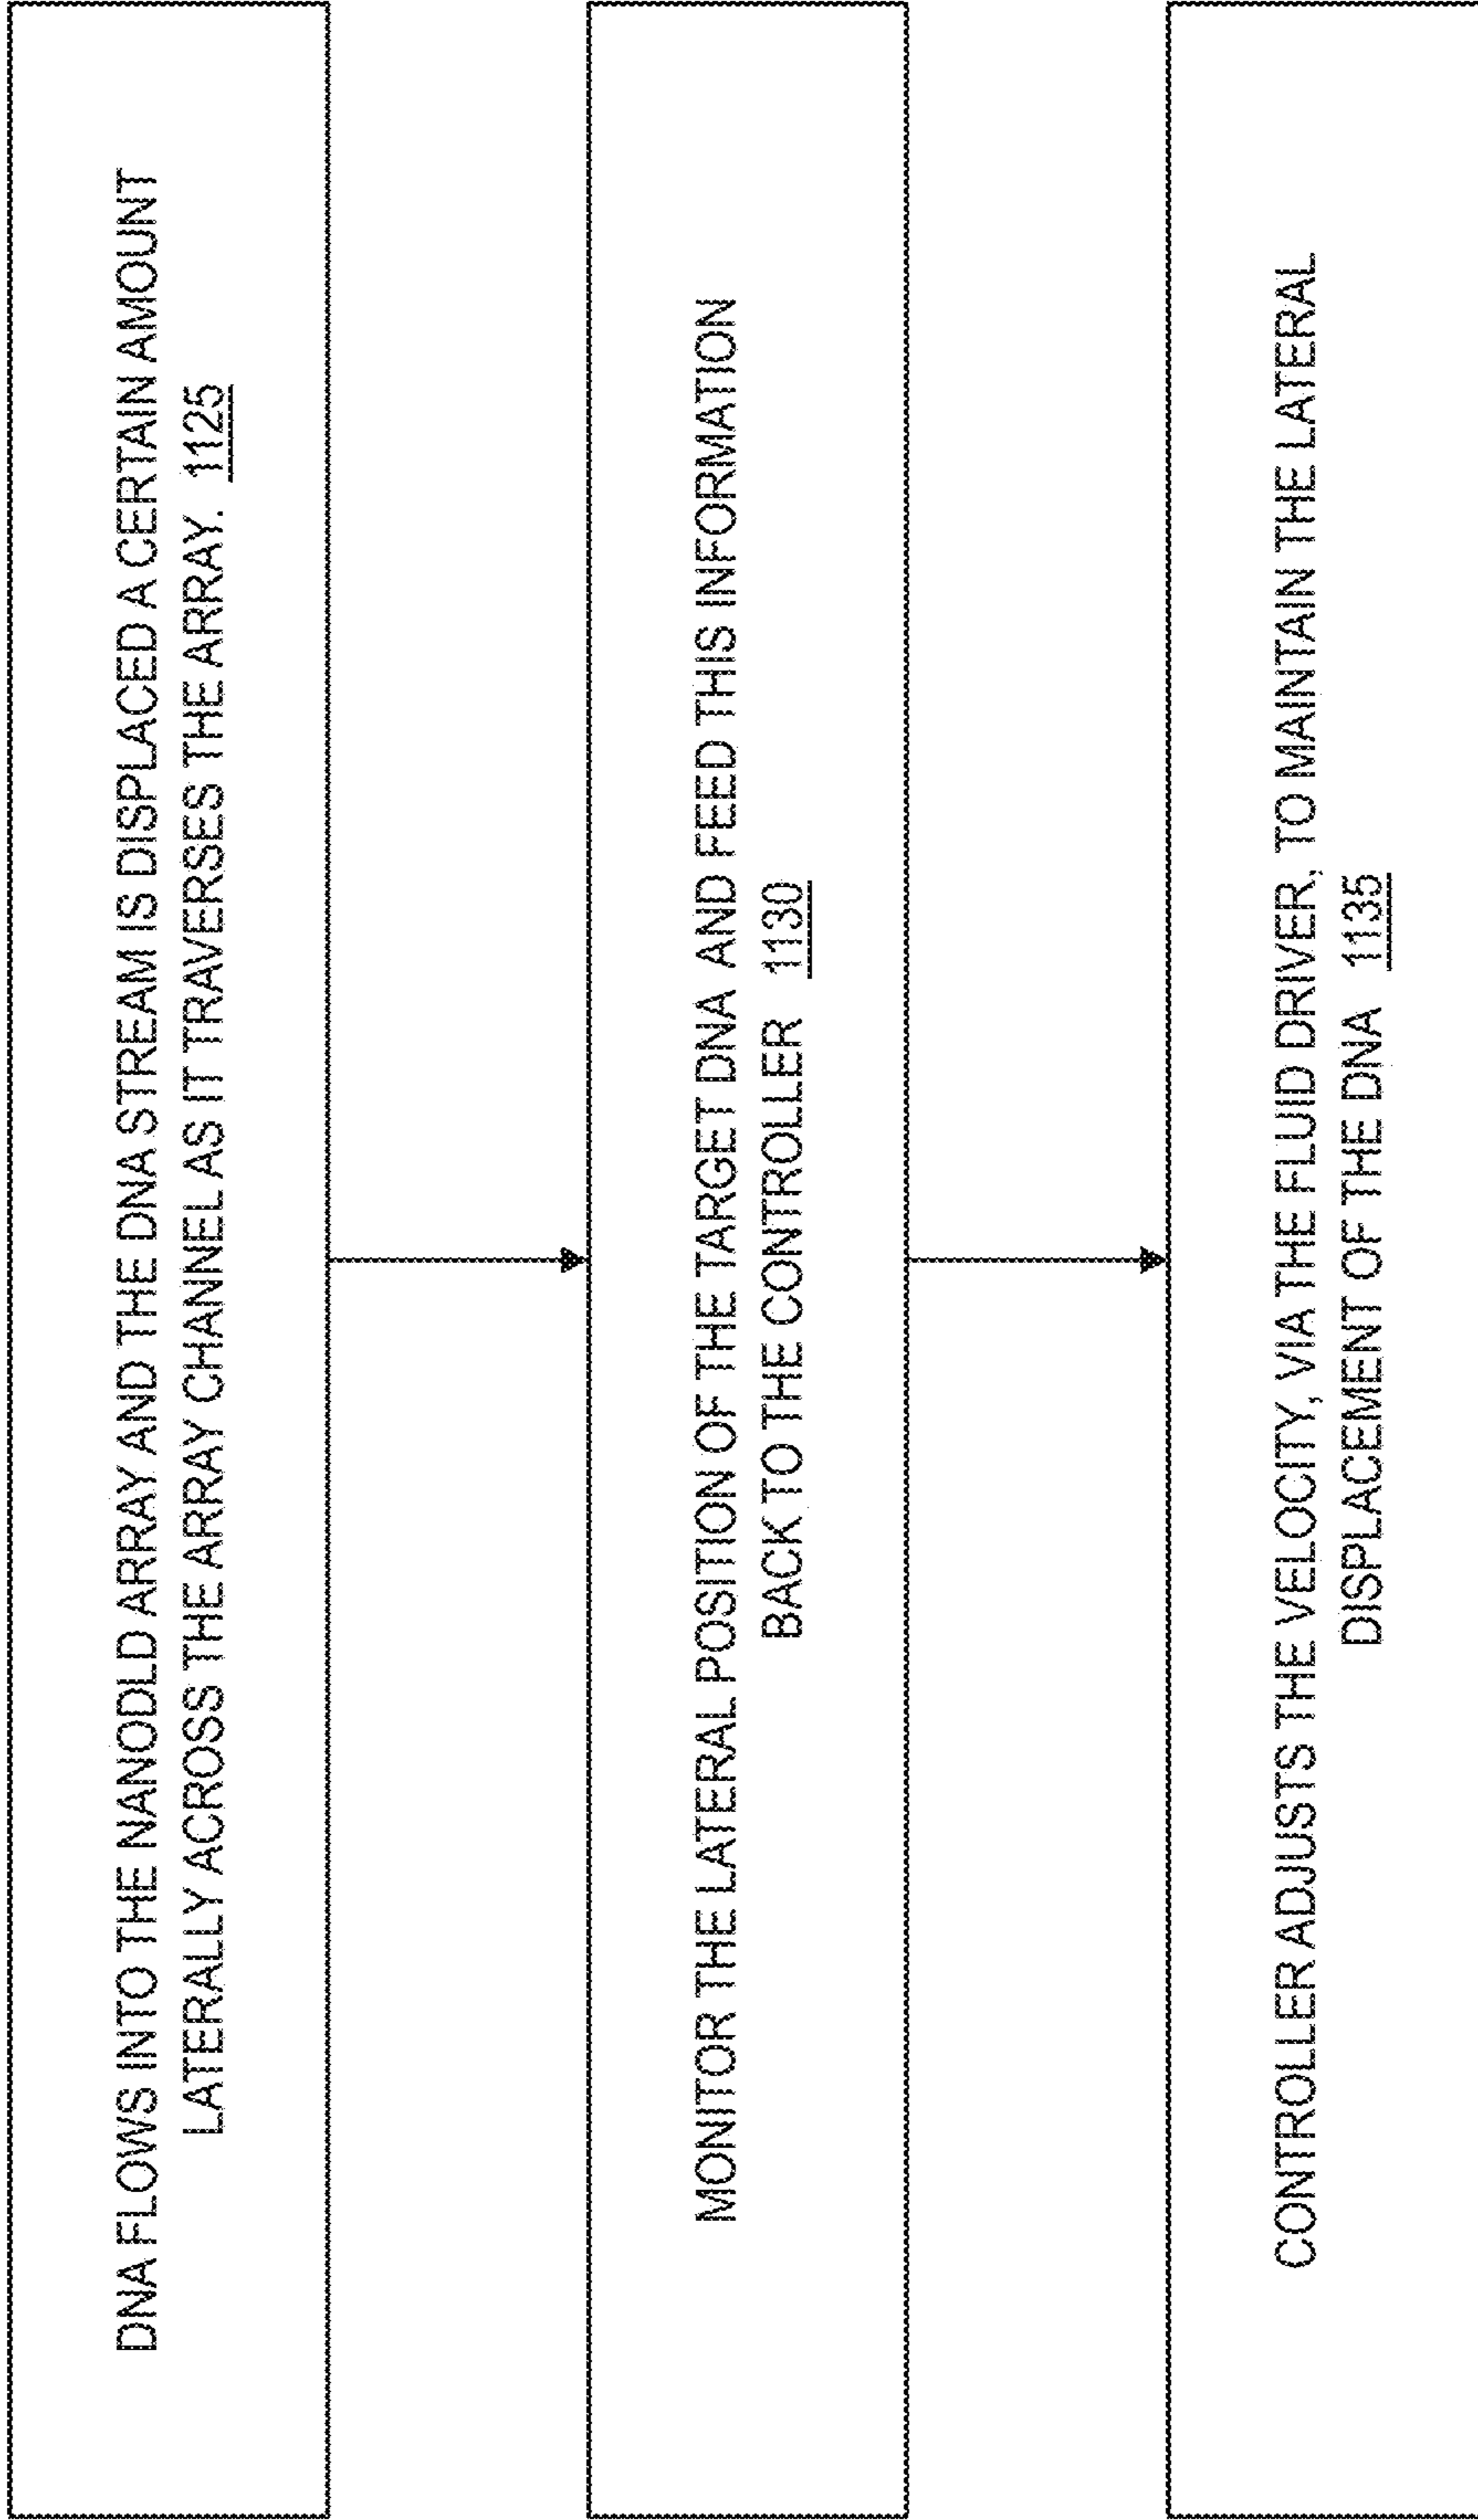 DNA FLOWS INTO THE NANODLD ARRAY AND THE DNA STREAM IS DISPLACED A CERTAIN AMOUNT
LATERALLY ACROSS THE ARRAY CHANNEL AS IT TRAVERSES THE ARRAY. 1125
MONITOR THE LATERAL POSITION OF THE TARGET DNA AND FEED THIS INFORMATION
BACK TO THE CONTROLLER 1130
CONTROLLER ADJUSTS THE VELOCITY, VIA THE FLUID DRIVER, TO MAINTAIN THE LATERAL
DISPLACEMENT OF THE DNA 1135